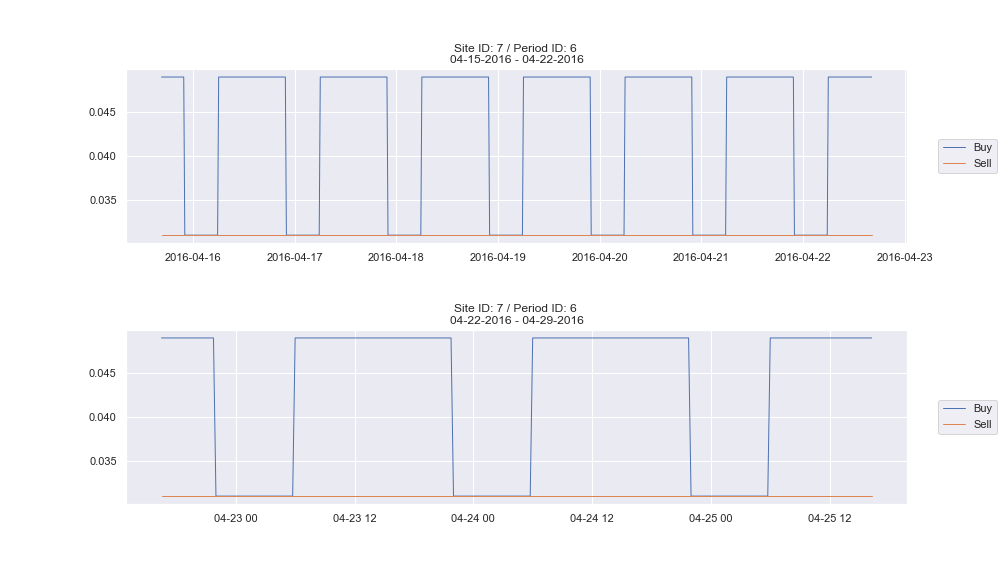 Site ID: 7 / Period ID: 6
04-15-2016 - 04-22-2016
0.045
0.040
0.035
2016-04-16 2016-04-17 2016-04-18 2016-04-19 2016-04-20 2016-04-21 2016-04-22 2016-04-23
Buy
Sell
Site ID: 7 / Period ID: 6
04-22-2016 - 04-29-2016
0.045
0.040
0.035
04-23 00 04-23 12 04-24 00 04-24 12 04-25 00 04-25 12
Buy
Sell